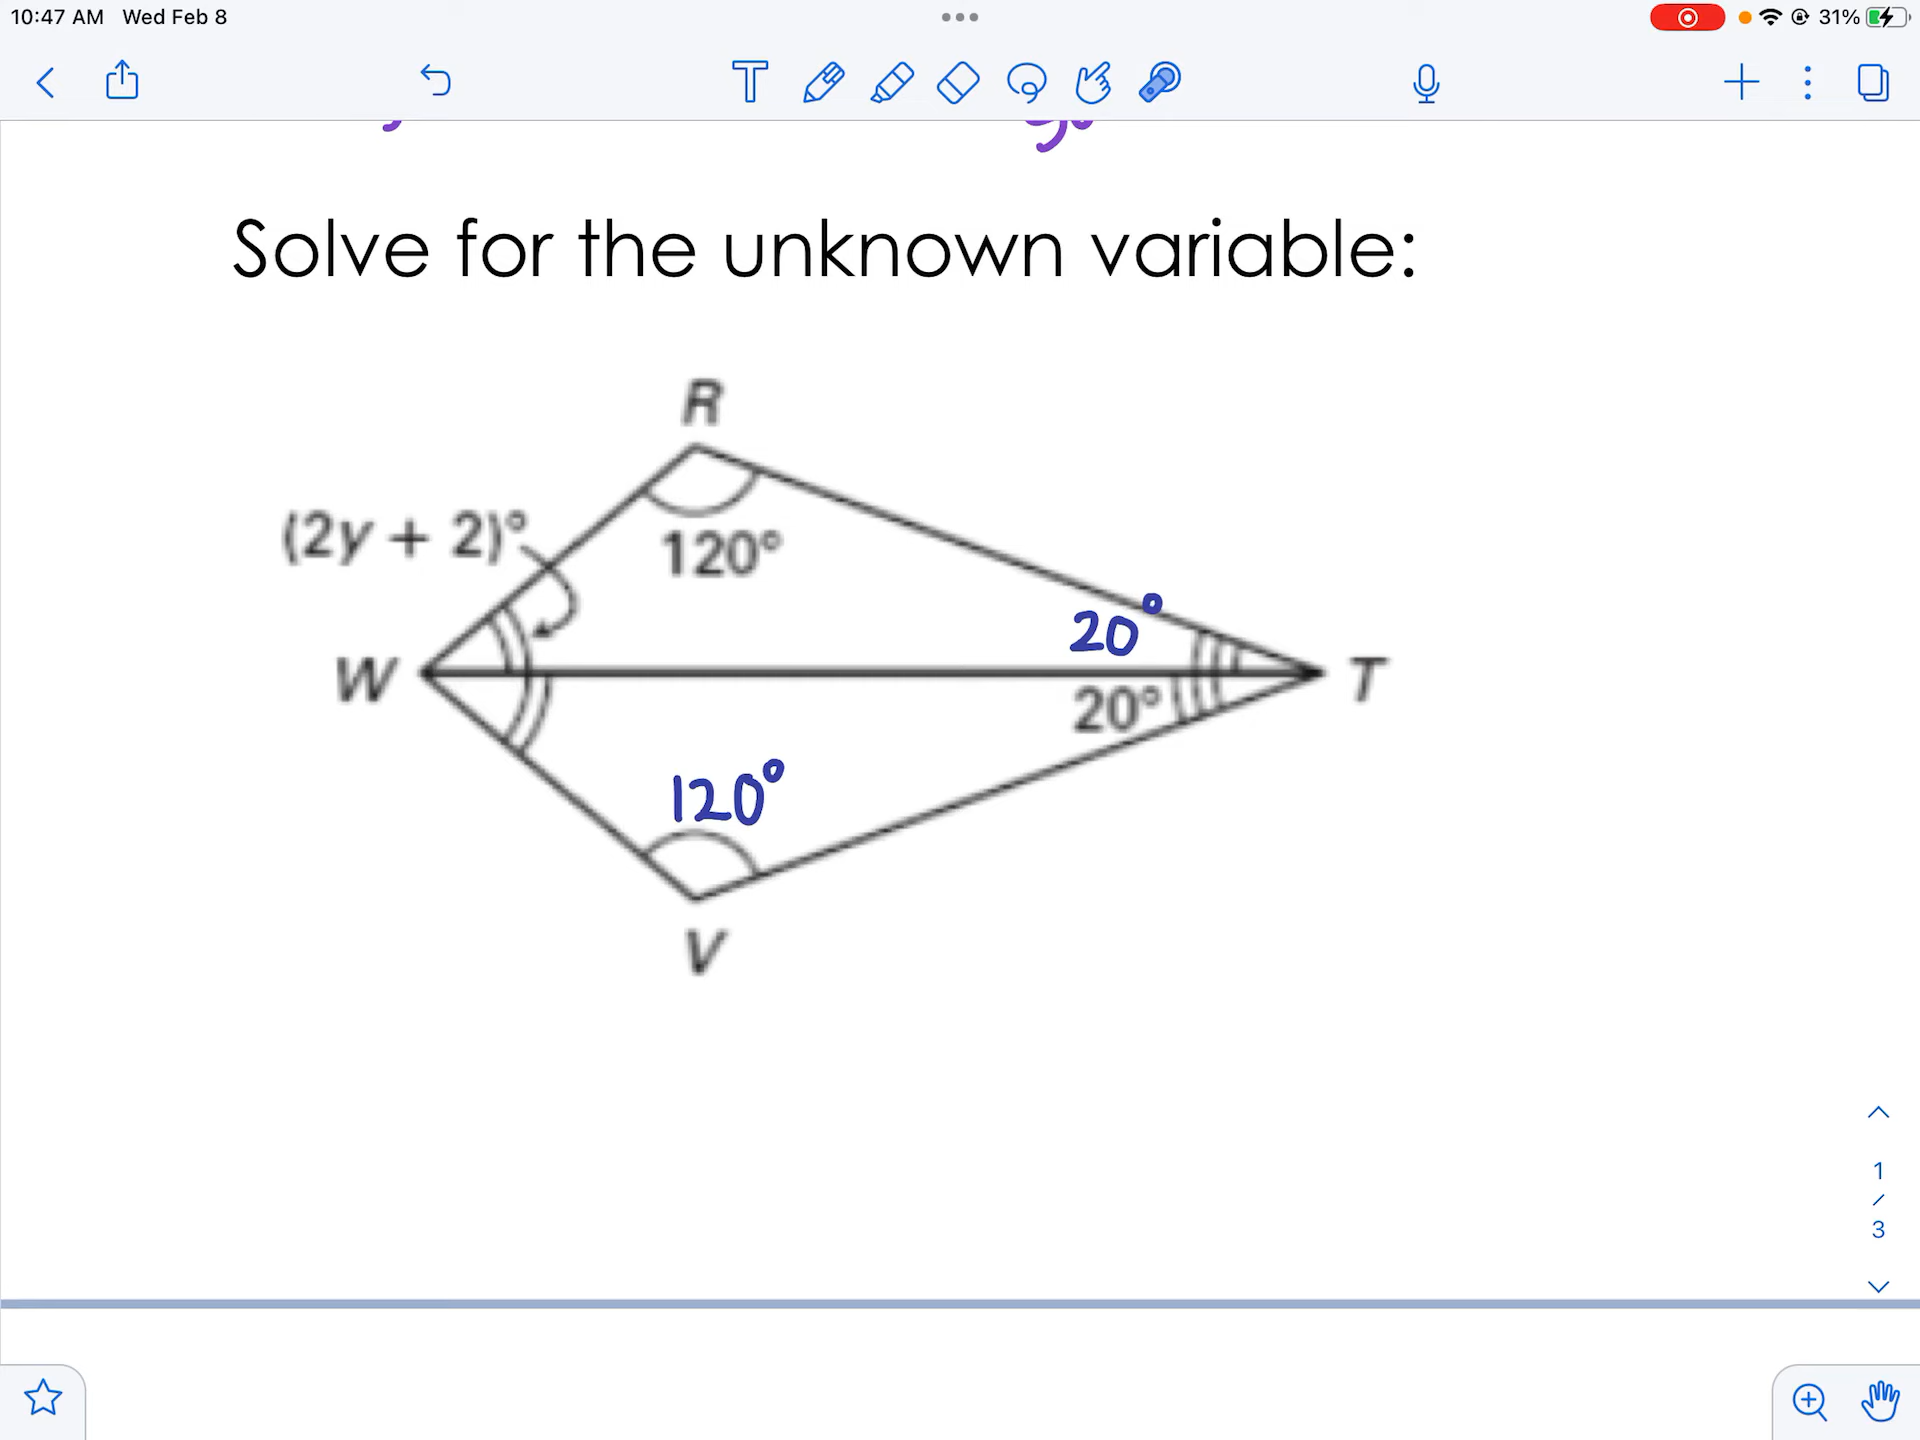 10:47 AM Wed Feb 8
31%
Solve for the unknown variable:
R
(2y + 2)°
120°
20°
W
T
20°
120°
V
1
/
3